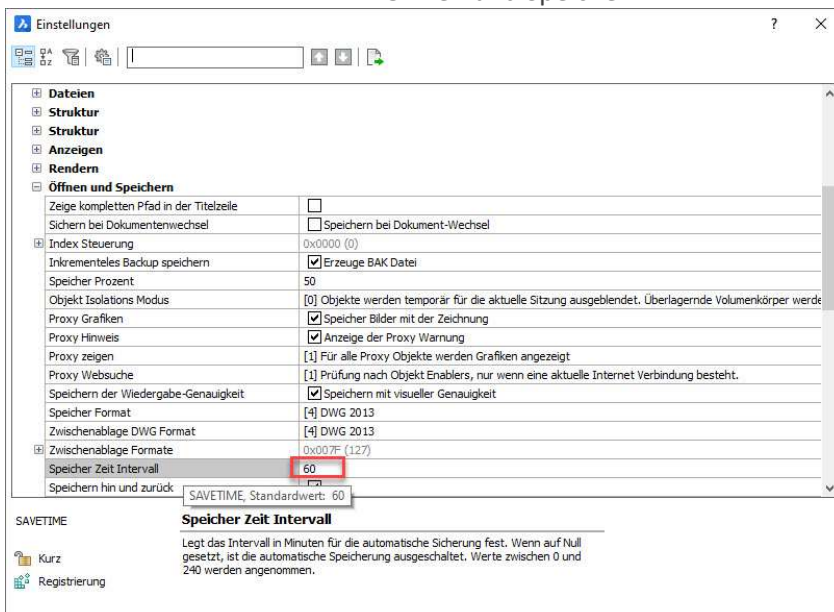 Einstellungen
Dateien
Struktur
Struktur
Anzeigen
Rendern
Öffnen und Speichern
Zeige kompletten Pfad in der Titelzeile
Sichern bei Dokumentenwechsel Speichern bei Dokument-Wechsel
Index Steuerung 0x0000 (0)
Inkrementeles Backup speichern Erzeuge BAK Datei
Speicher Prozent 50
Objekt Isolations Modus [0] Objekte werden temporär für die aktuelle Sitzung ausgeblendet. Überlagernde Volumenkörper werde
Proxy Grafiken Speicher Bilder mit der Zeichnung
Proxy Hinweis Anzeige der Proxy Warnung
Proxy zeigen [1] Für alle Proxy Objekte werden Grafiken angezeigt
Proxy Websuche [1] Prüfung nach Objekt Enablers, nur wenn eine aktuelle Internet Verbindung besteht.
Speichern der Wiedergabe-Genauigkeit Speichern mit visueller Genauigkeit
Speicher Format [4] DWG 2013
Zwischenablage DWG Format [4] DWG 2013
Zwischenablage Formate 0x007F (127)
Speicher Zeit Intervall 60
Speichern hin und zurück
SAVETIME, Standardwert: 60
SAVETIME Speicher Zeit Intervall
Legt das Intervall in Minuten für die automatische Sicherung fest. Wenn auf Null
gesetzt, ist die automatische Speicherung ausgeschaltet. Werte zwischen 0 und
240 werden angenommen.
Kurz
Registrierung